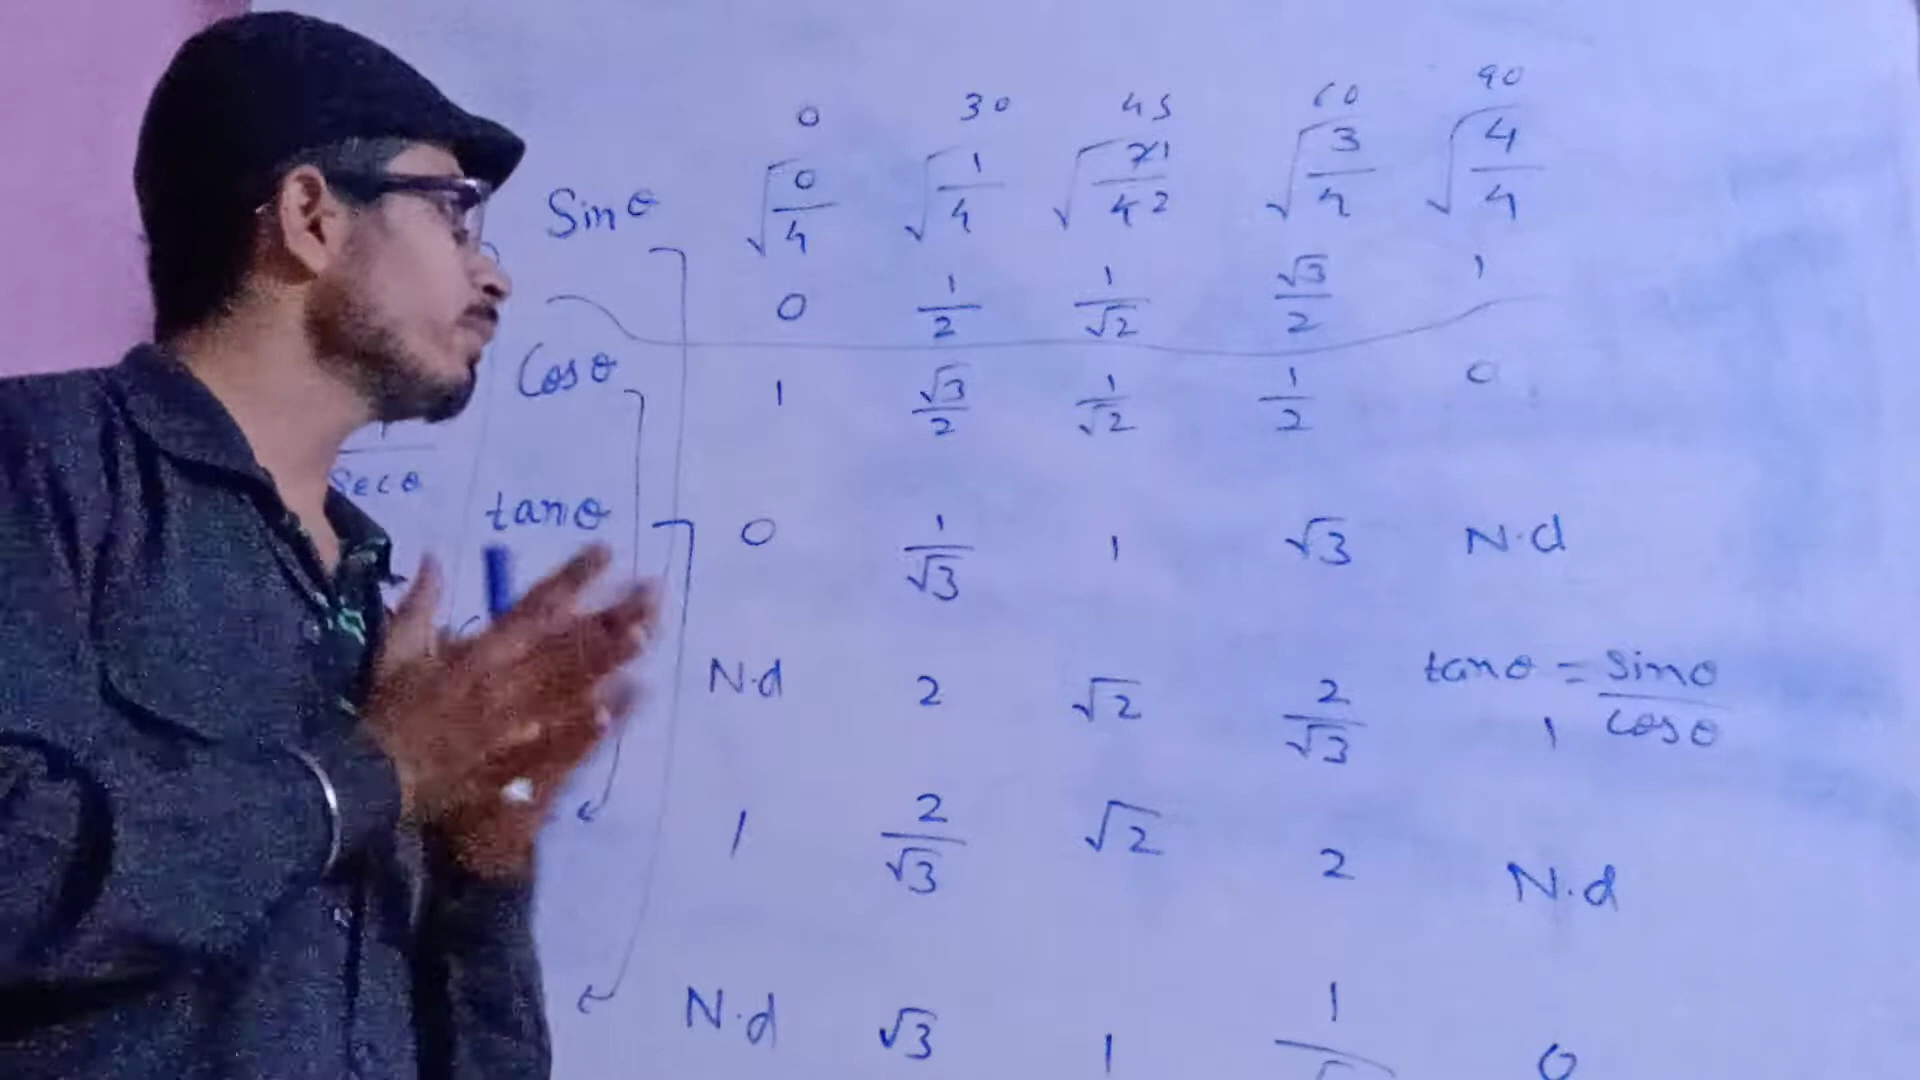 0 30 45 60 90
Sinθ √0/4 √1/4 √21/42 √3/4 √4/4
0 1/2 1/√2 √3/2 1
Cosθ 1 √3/2 1/√2 1/2 0
Secθ
tanθ 0 1/√3 1 √3 N.d
N.d 2 √2 2/√3 1
tanθ = Sinθ/Cosθ
1 2/√3 √2 2 N.d
N.d √3 1 1 0